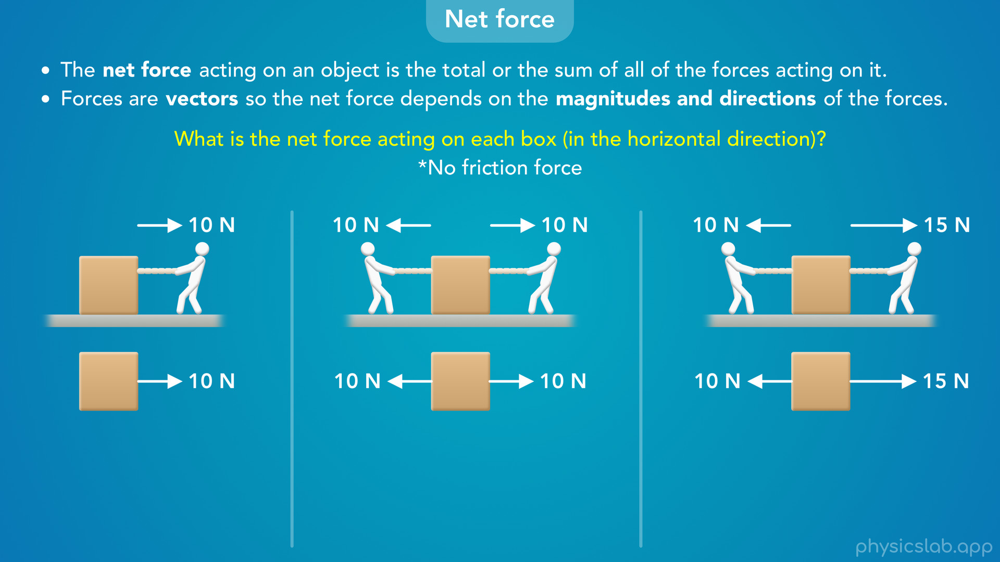 Net force
• The net force acting on an object is the total or the sum of all of the forces acting on it.
• Forces are vectors so the net force depends on the magnitudes and directions of the forces.
What is the net force acting on each box (in the horizontal direction)?
*No friction force
10 N
10 N
10 N
10 N
15 N
10 N
10 N
10 N
10 N
15 N
physicslab.app